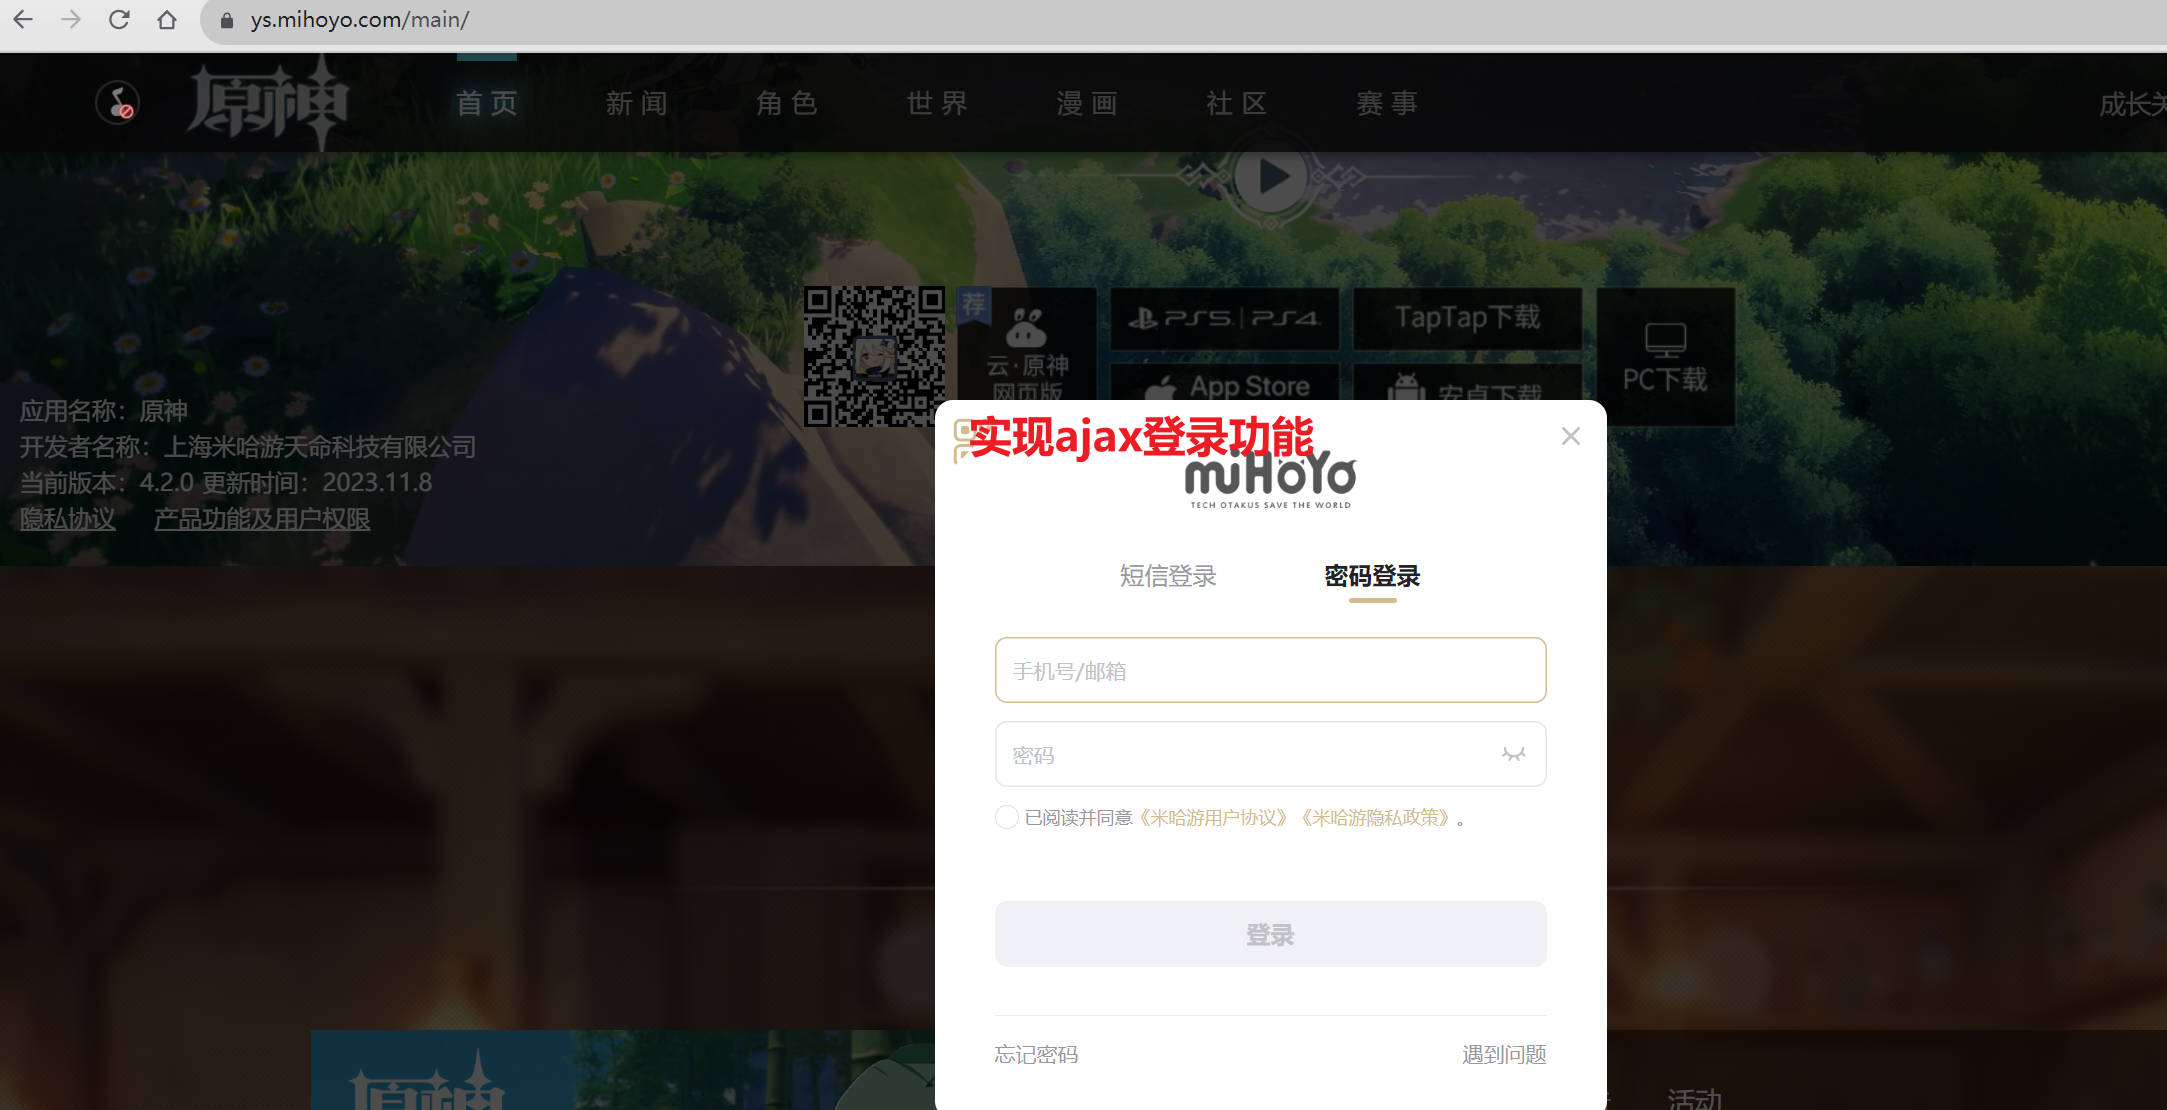 ys.mihoyo.com/main/
原神
首页
新闻
角色
世界
漫画
社区
赛事
成长关
荐
云·原神
网页版
PS5 | PS4
TapTap下载
App Store
安卓下载
PC下载
应用名称：原神
开发者名称：上海米哈游天命科技有限公司
当前版本：4.2.0 更新时间：2023.11.8
隐私协议 产品功能及用户权限
实现ajax登录功能
miHoYo
TECH OTAKUS SAVE THE WORLD
短信登录
密码登录
手机号/邮箱
密码
已阅读并同意《米哈游用户协议》《米哈游隐私政策》。
登录
忘记密码
遇到问题
原神
活动